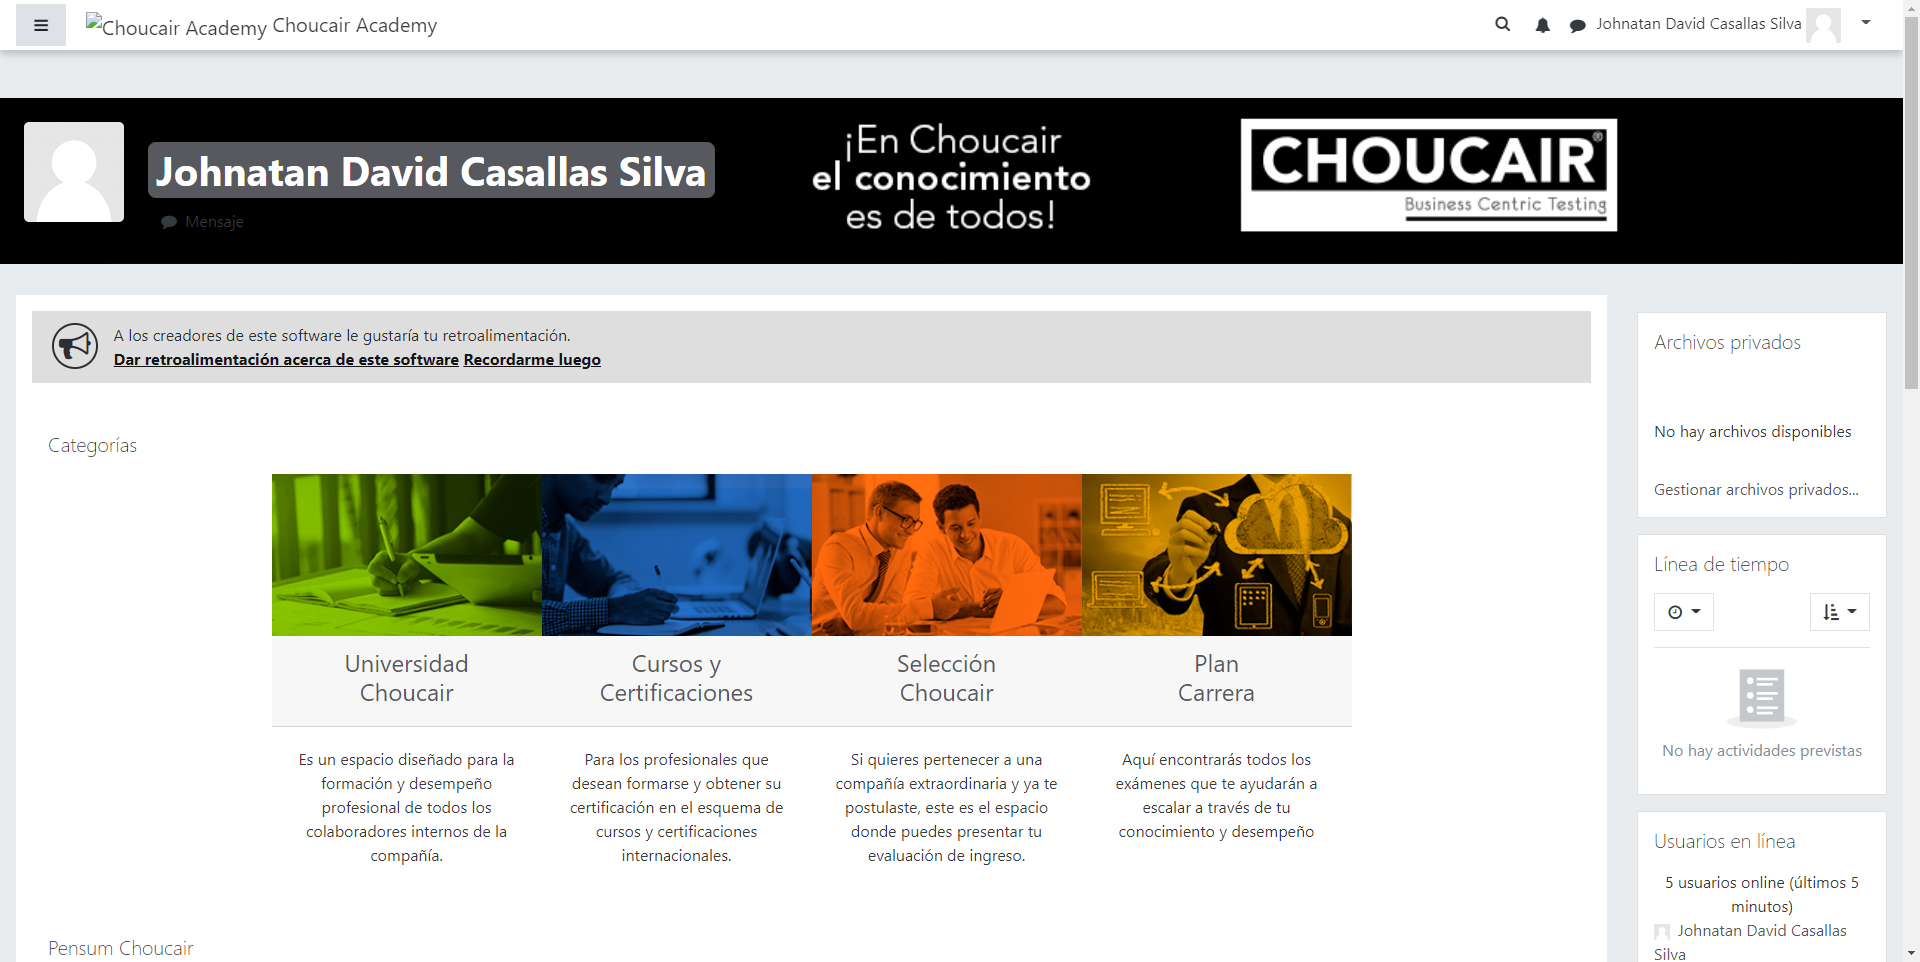 Choucair Academy Choucair Academy
Johnatan David Casallas Silva
Johnatan David Casallas Silva
Mensaje
¡En Choucair
el conocimiento
es de todos!
CHOUCAIR®
Business Centric Testing
A los creadores de este software le gustaría tu retroalimentación.
Dar retroalimentación acerca de este software Recordarme luego
Categorías
Universidad
Choucair
Es un espacio diseñado para la
formación y desempeño
profesional de todos los
colaboradores internos de la
compañía.
Cursos y
Certificaciones
Para los profesionales que
desean formarse y obtener su
certificación en el esquema de
cursos y certificaciones
internacionales.
Selección
Choucair
Si quieres pertenecer a una
compañía extraordinaria y ya te
postulaste, este es el espacio
donde puedes presentar tu
evaluación de ingreso.
Plan
Carrera
Aquí encontrarás todos los
exámenes que te ayudarán a
escalar a través de tu
conocimiento y desempeño
Pensum Choucair
Archivos privados
No hay archivos disponibles
Gestionar archivos privados...
Línea de tiempo
No hay actividades previstas
Usuarios en línea
5 usuarios online (últimos 5
minutos)
Johnatan David Casallas
Silva